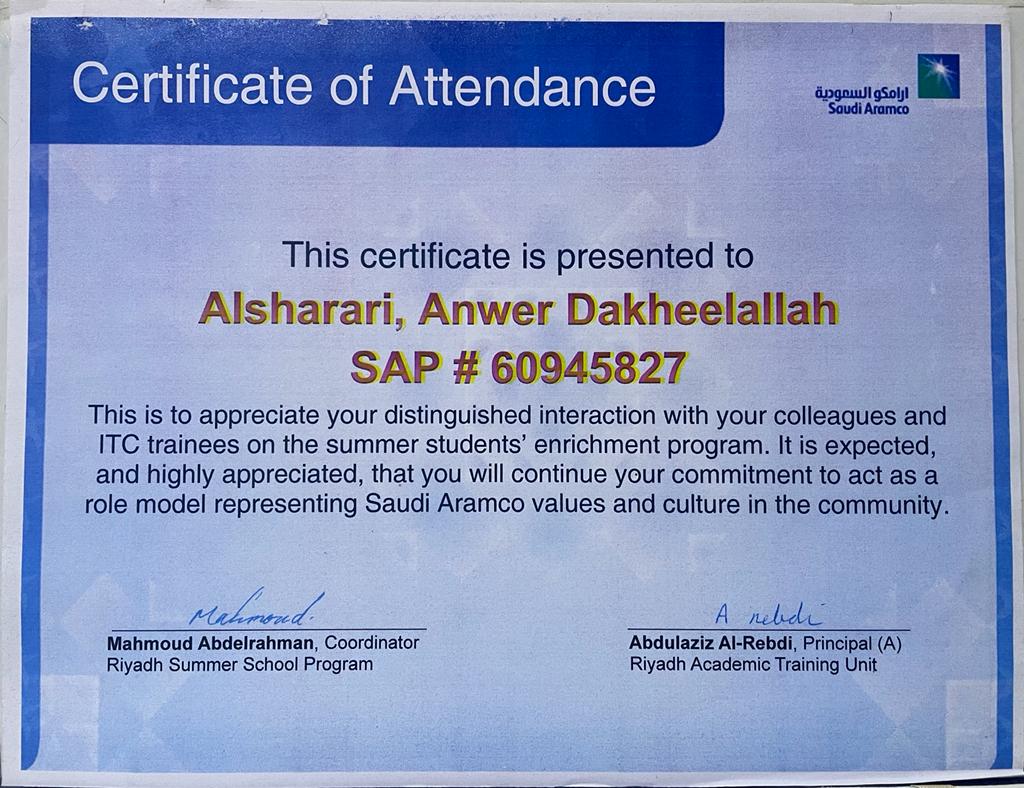 Certificate of Attendance
ارامكو السعودية
Saudi Aramco
This certificate is presented to
Alsharari, Anwer Dakheelallah
SAP # 60945827
This is to appreciate your distinguished interaction with your colleagues and
ITC trainees on the summer students’ enrichment program. It is expected,
and highly appreciated, that you will continue your commitment to act as a
role model representing Saudi Aramco values and culture in the community.
Mahmoud.
Mahmoud Abdelrahman, Coordinator
Riyadh Summer School Program
A rebdi
Abdulaziz Al-Rebdi, Principal (A)
Riyadh Academic Training Unit